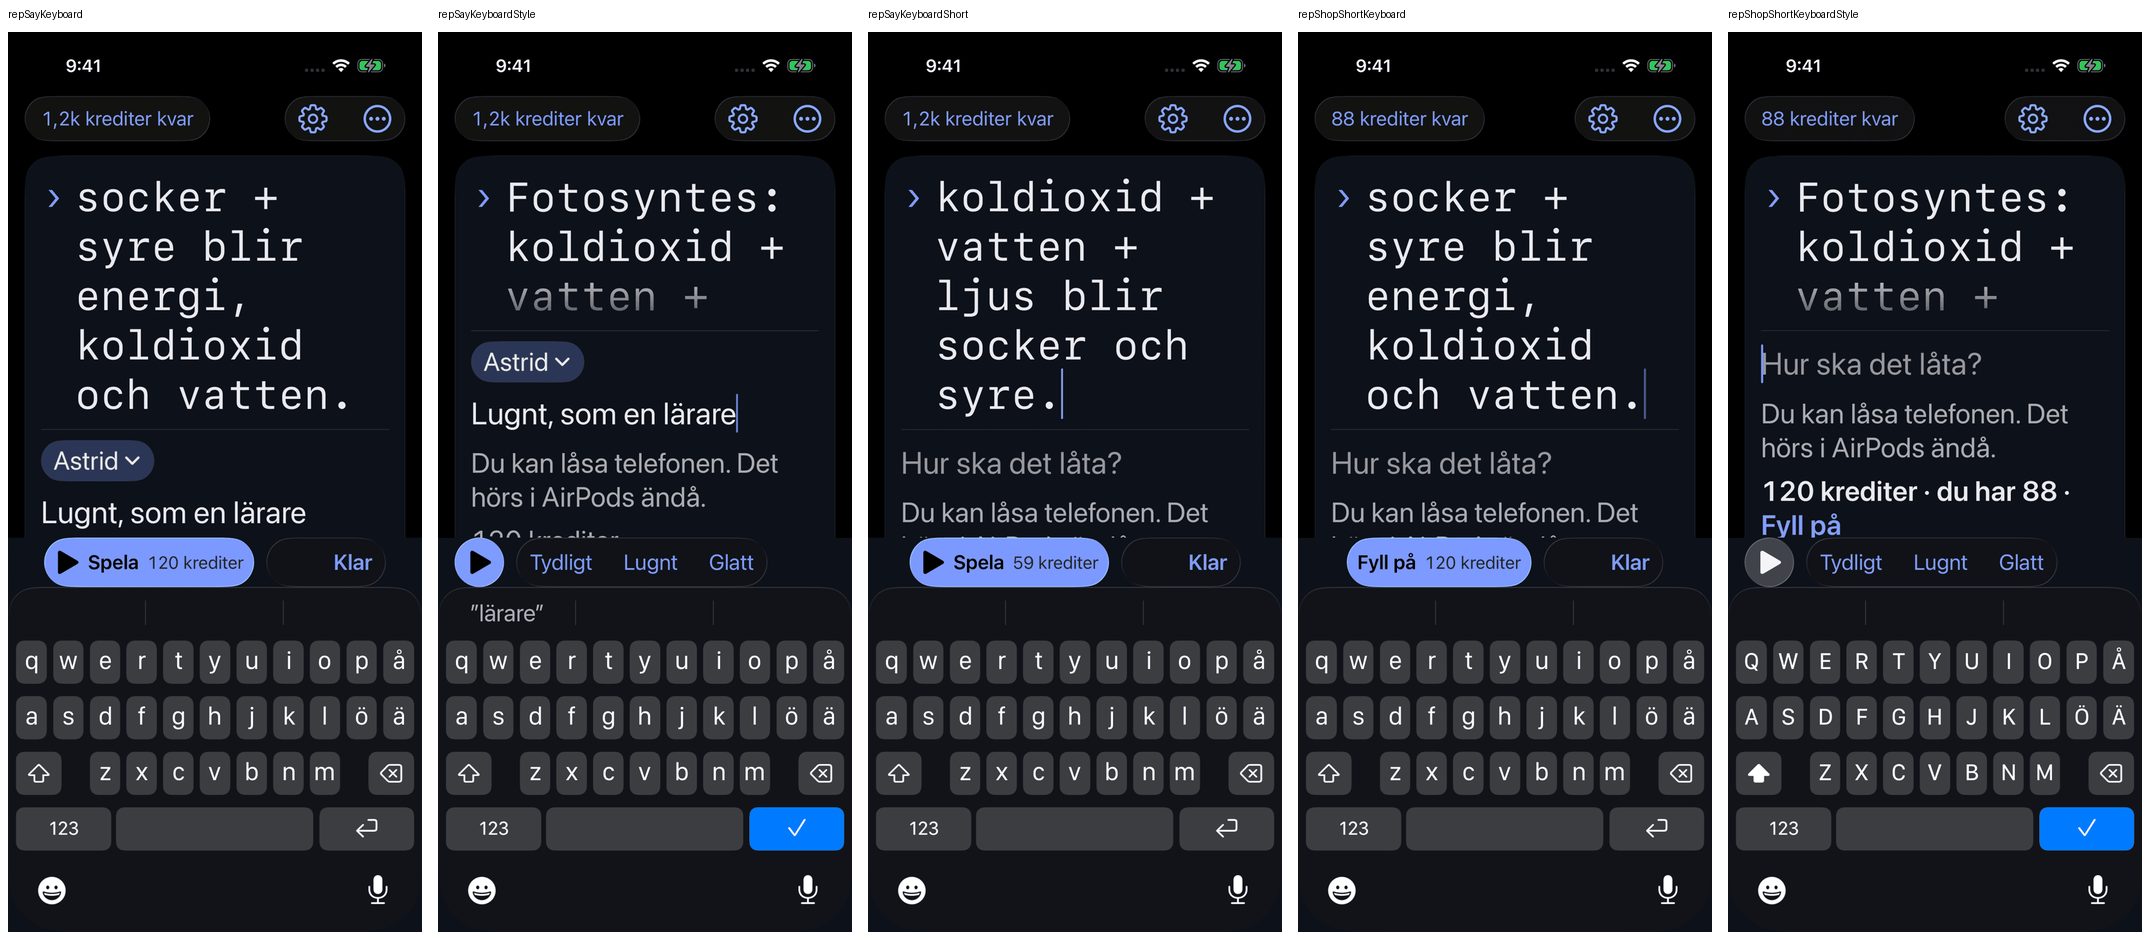 repSayKeyboard
9:41
1,2k krediter kvar
› socker +
syre blir
energi,
koldioxid
och vatten.
Astrid
Lugnt, som en lärare
Spela 120 krediter
Klar
q w e r t y u i o p å
a s d f g h j k l ö ä
z x c v b n m
123
repSayKeyboardStyle
9:41
1,2k krediter kvar
› Fotosyntes:
koldioxid +
vatten +
Astrid
Lugnt, som en lärare
Du kan låsa telefonen. Det
hörs i AirPods ändå.
120 krediter
Tydligt Lugnt Glatt
"lärare"
q w e r t y u i o p å
a s d f g h j k l ö ä
z x c v b n m
123
repSayKeyboardShort
9:41
1,2k krediter kvar
› koldioxid +
vatten +
ljus blir
socker och
syre.
Hur ska det låta?
Du kan låsa telefonen. Det
Spela 59 krediter
Klar
q w e r t y u i o p å
a s d f g h j k l ö ä
z x c v b n m
123
repShopShortKeyboard
9:41
88 krediter kvar
› socker +
syre blir
energi,
koldioxid
och vatten.
Hur ska det låta?
Du kan låsa telefonen. Det
Fyll på 120 krediter
Klar
q w e r t y u i o p å
a s d f g h j k l ö ä
z x c v b n m
123
repShopShortKeyboardStyle
9:41
88 krediter kvar
› Fotosyntes:
koldioxid +
vatten +
Hur ska det låta?
Du kan låsa telefonen. Det
hörs i AirPods ändå.
120 krediter · du har 88 ·
Fyll på
Tydligt Lugnt Glatt
Q W E R T Y U I O P Å
A S D F G H J K L Ö Ä
Z X C V B N M
123